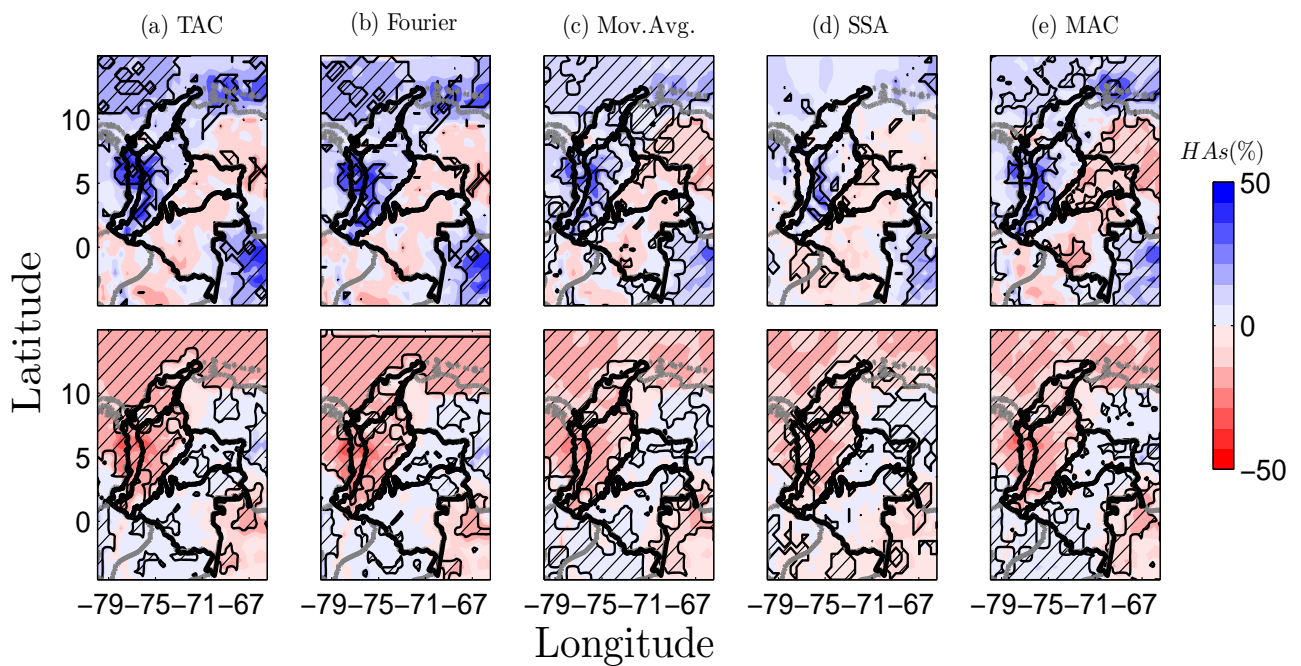 (a) TAC
(b) Fourier
(c) Mov.Avg.
(d) SSA
(e) MAC
Latitude
10
5
0
10
5
0
−79−75−71−67
−79−75−71−67
−79−75−71−67
−79−75−71−67
−79−75−71−67
Longitude
HAs(%)
50
0
−50